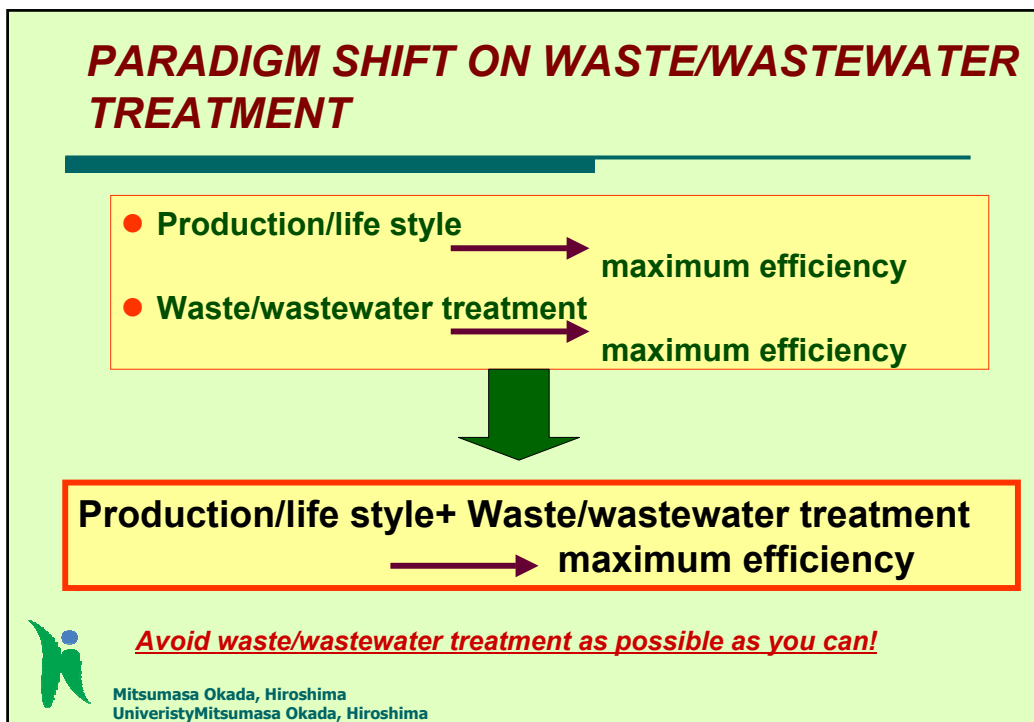 PARADIGM SHIFT ON WASTE/WASTEWATER
TREATMENT
Production/life style
maximum efficiency
Waste/wastewater treatment
maximum efficiency
Production/life style+ Waste/wastewater treatment
maximum efficiency
Avoid waste/wastewater treatment as possible as you can!
Mitsumasa Okada, Hiroshima
UniveristyMitsumasa Okada, Hiroshima